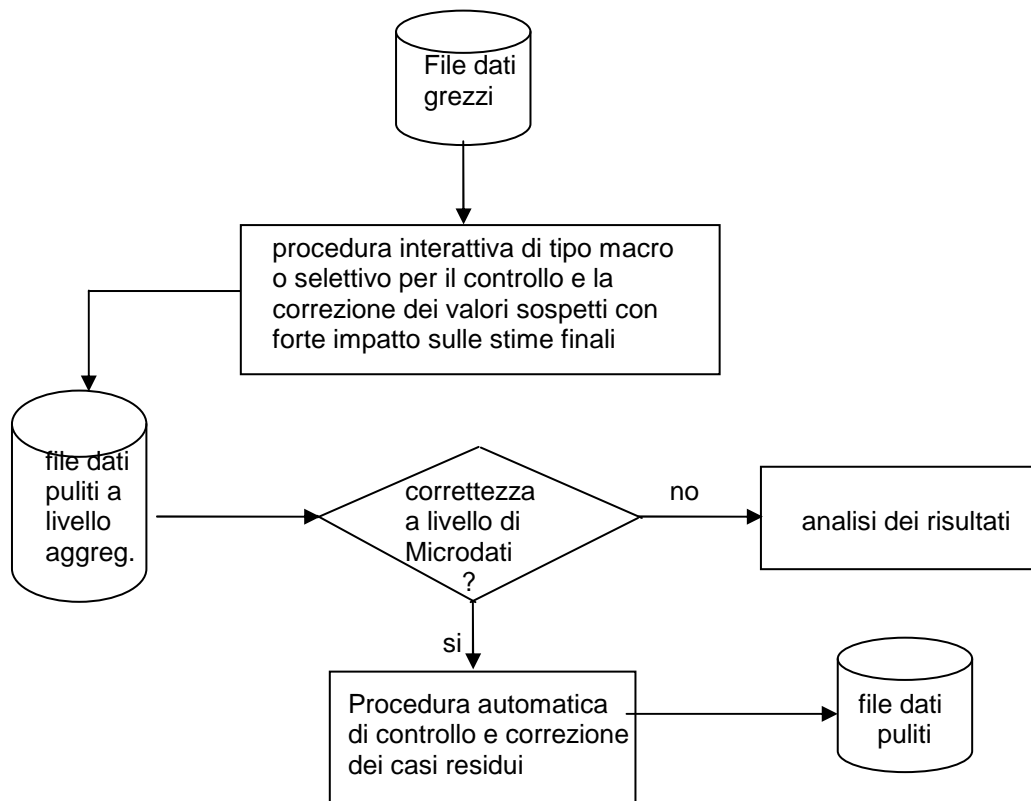 File dati
grezzi
procedura interattiva di tipo macro
o selettivo per il controllo e la
correzione dei valori sospetti con
forte impatto sulle stime finali
file dati
puliti a
livello
aggreg.
correttezza
a livello di
Microdati
?
no
analisi dei risultati
si
Procedura automatica
di controllo e correzione
dei casi residui
file dati
puliti